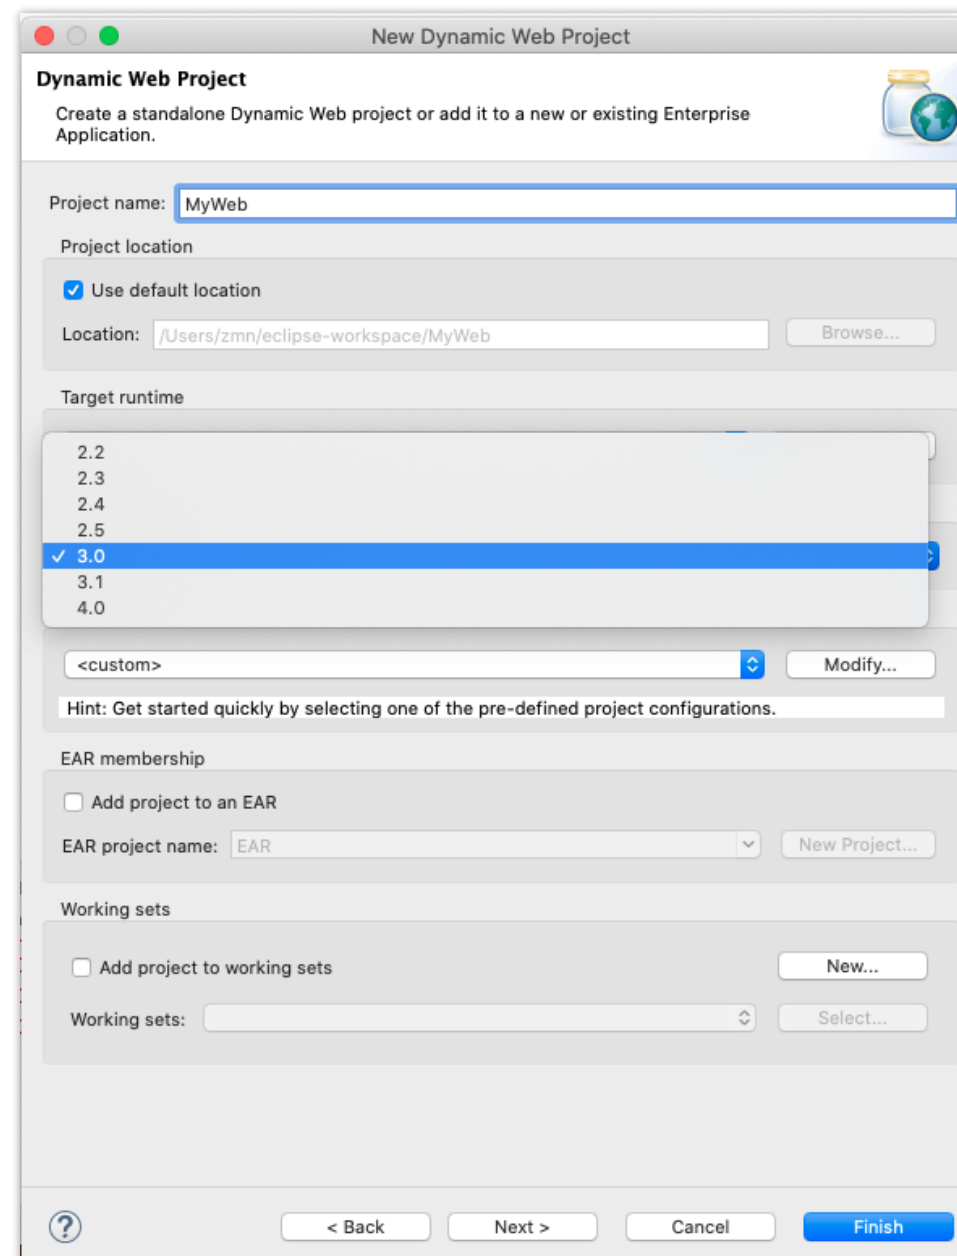 New Dynamic Web Project
Dynamic Web Project
Create a standalone Dynamic Web project or add it to a new or existing Enterprise
Application.
Project name: MyWeb
Project location
Use default location
Location: /Users/zmn/eclipse-workspace/MyWeb Browse...
Target runtime
2.2
2.3
2.4
2.5
3.0
3.1
4.0
<custom> Modify...
Hint: Get started quickly by selecting one of the pre-defined project configurations.
EAR membership
Add project to an EAR
EAR project name: EAR New Project...
Working sets
Add project to working sets New...
Working sets: Select...
? < Back Next > Cancel Finish